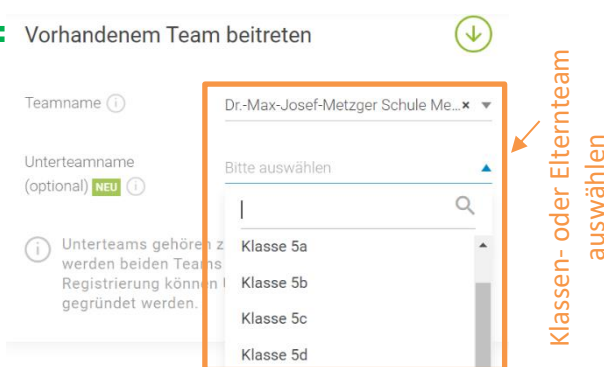 Vorhandenem Team beitreten
Teamname
Dr.-Max-Josef-Metzger Schule Me...
Unterteamname
(optional) NEU
Bitte auswählen
Unterteams gehören z
werden beiden Teams
Registrierung können
gegründet werden.
Klasse 5a
Klasse 5b
Klasse 5c
Klasse 5d
Klassen- oder Elternteam
auswählen